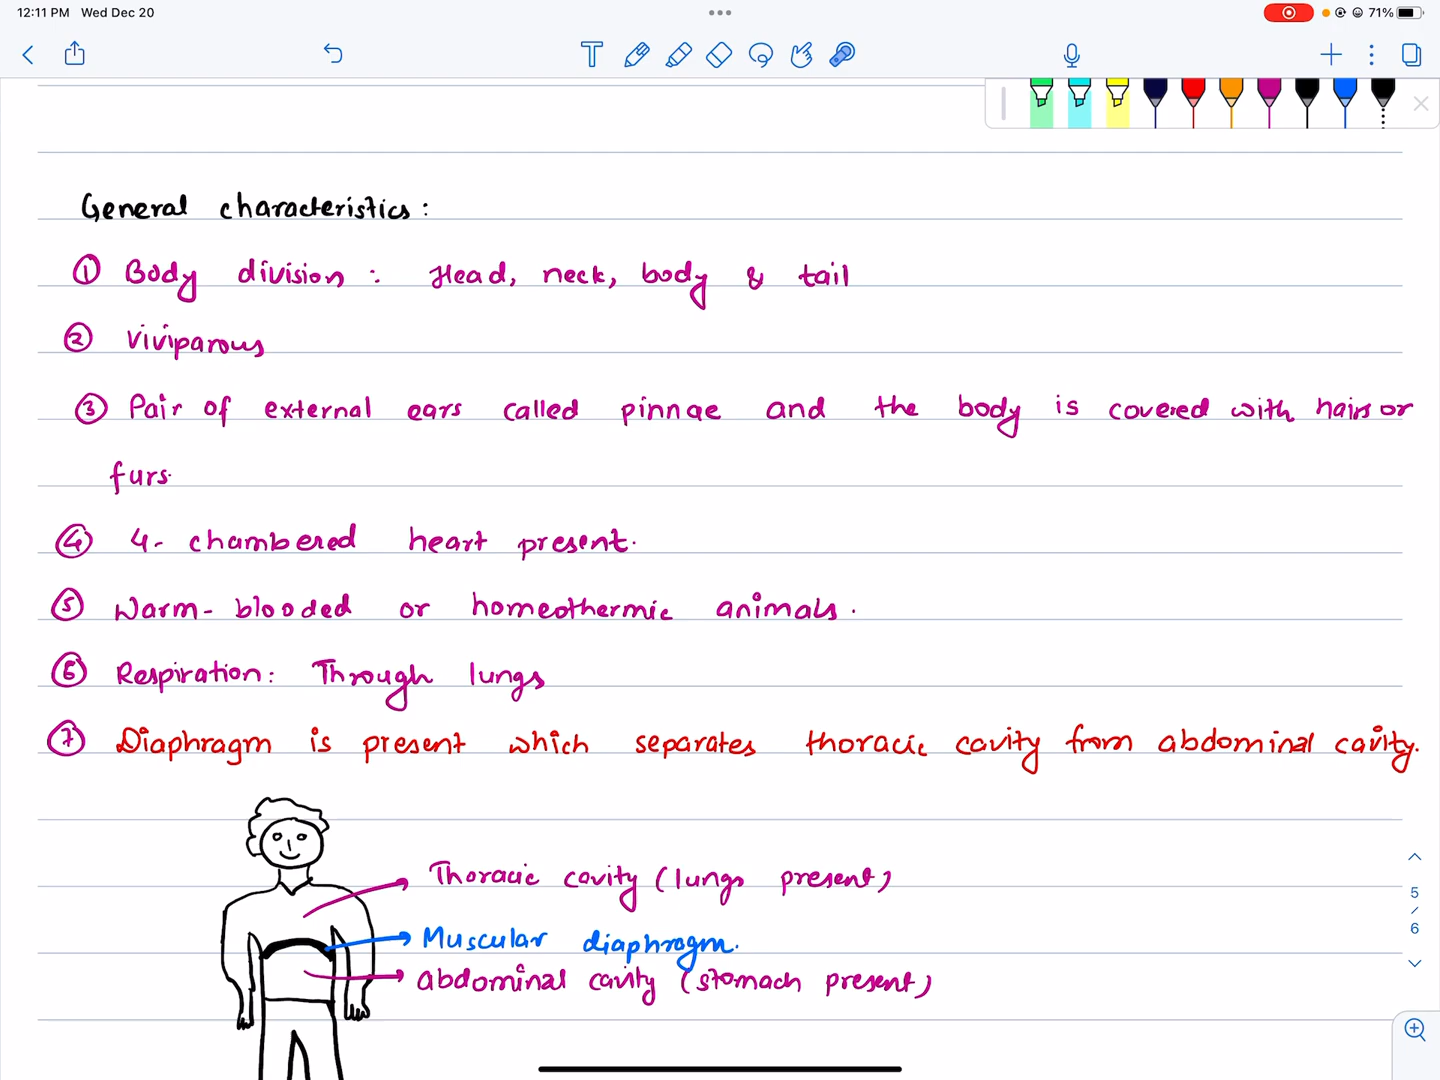 12:11 PM Wed Dec 20
71%
General characteristics:
① Body division : Head, neck, body & tail
② Viviparous
③ Pair of external ears called pinnae and the body is covered with hairs or
furs.
④ 4- chambered heart present.
⑤ Warm-blooded or homeothermic animals.
⑥ Respiration: Through lungs
⑦ Diaphragm is present which separates thoracic cavity from abdominal cavity.
Thoracic cavity (lungs present)
Muscular diaphragm.
Abdominal cavity (stomach present)
5
/
6